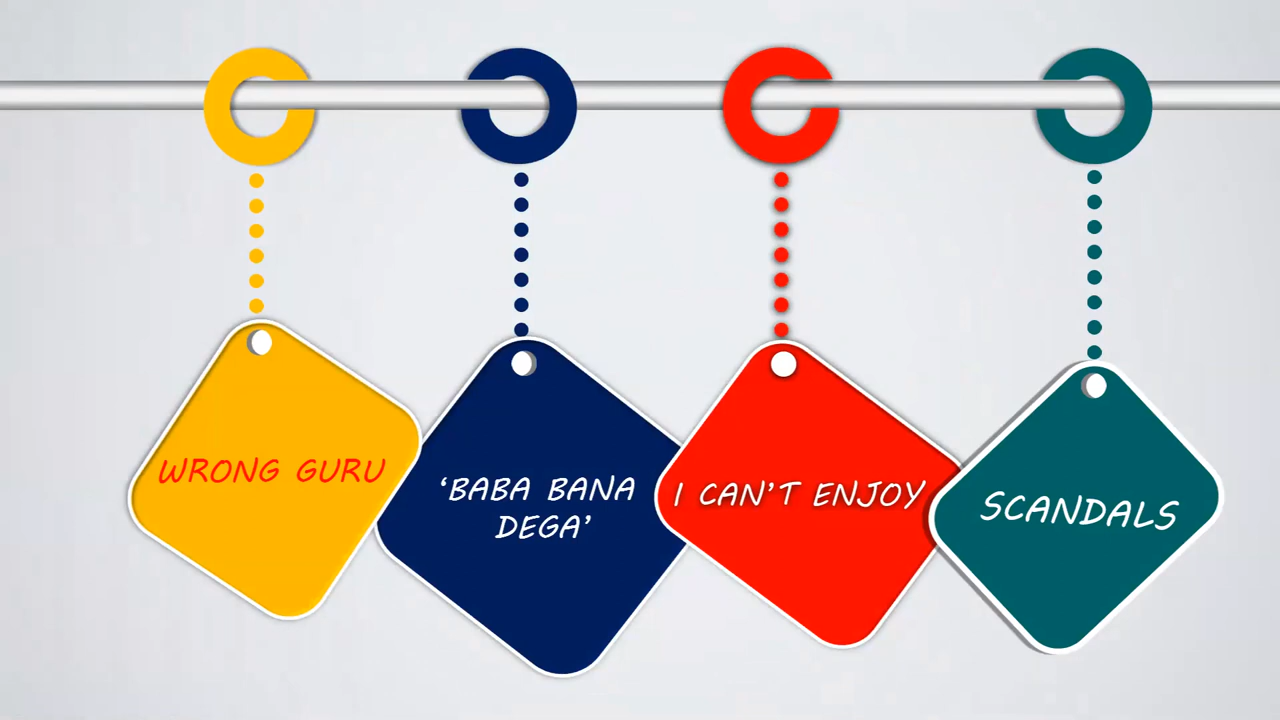 WRONG GURU
‘BABA BANA
DEGA’
I CAN’T ENJOY
SCANDALS